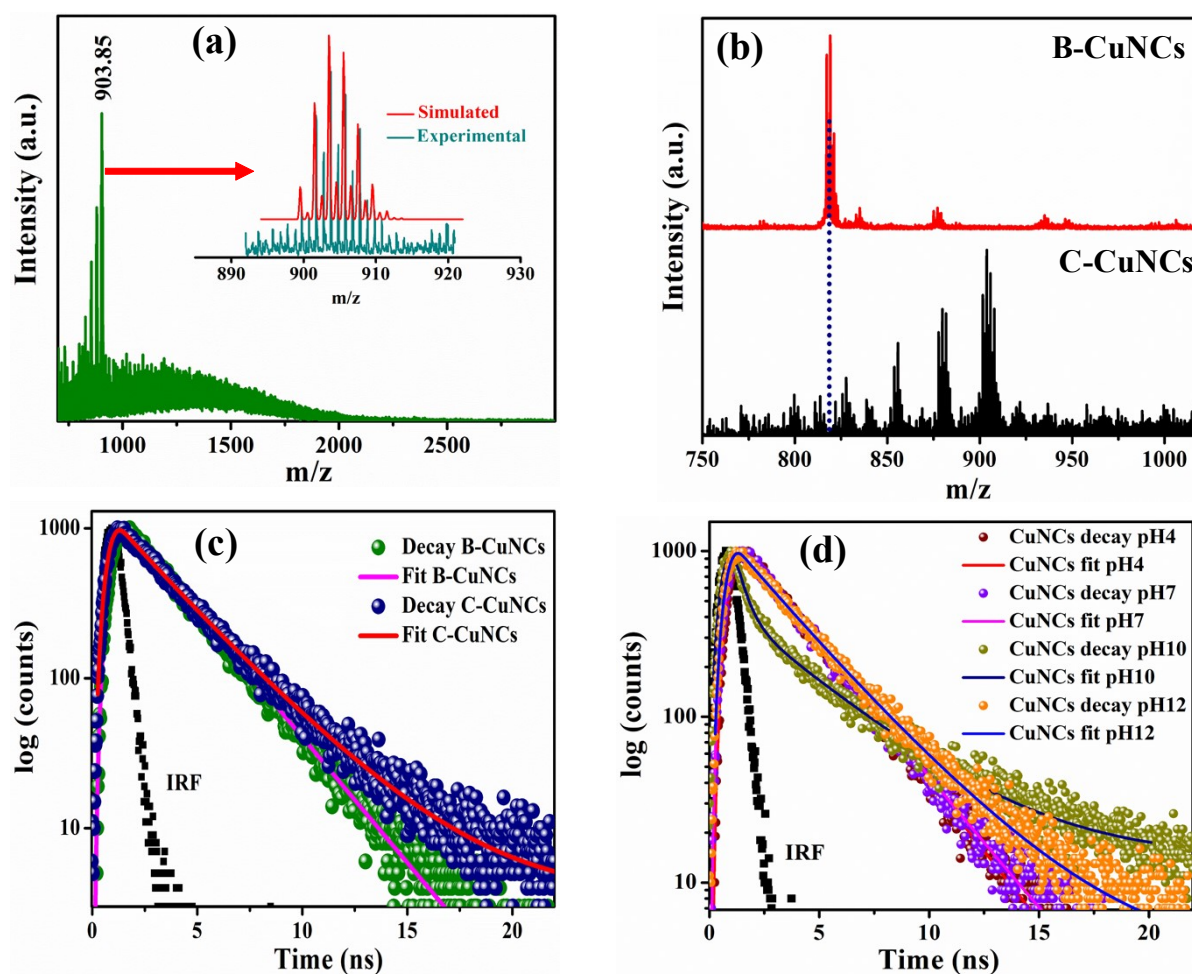 (a)
903.85
Simulated
Experimental
890 900 910 920 930
m/z
Intensity (a.u.)
1000 1500 2000 2500
m/z
(b)
B-CuNCs
C-CuNCs
Intensity (a.u.)
750 800 850 900 950 1000
m/z
(c)
Decay B-CuNCs
Fit B-CuNCs
Decay C-CuNCs
Fit C-CuNCs
IRF
1000
100
10
log (counts)
0 5 10 15 20
Time (ns)
(d)
CuNCs decay pH4
CuNCs fit pH4
CuNCs decay pH7
CuNCs fit pH7
CuNCs decay pH10
CuNCs fit pH10
CuNCs decay pH12
CuNCs fit pH12
IRF
1000
100
10
log (counts)
0 5 10 15 20
Time (ns)